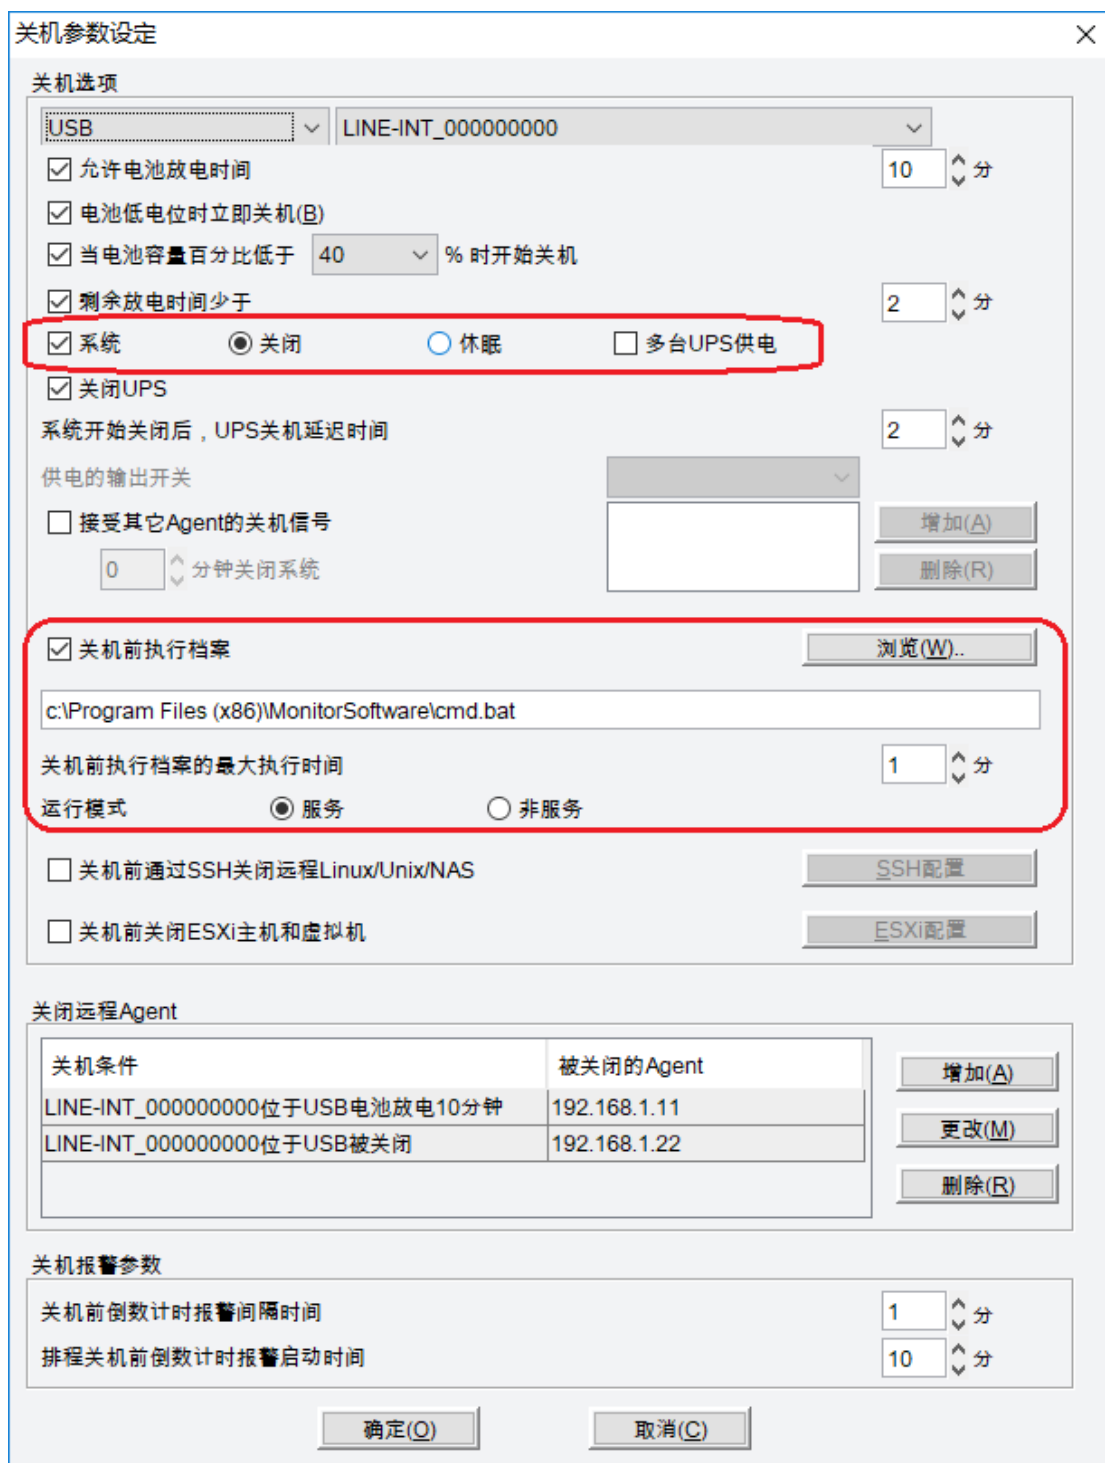 关机参数设定
关机选项
USB LINE-INT_000000000
允许电池放电时间 10 分
电池低电位时立即关机(B)
当电池容量百分比低于 40 % 时开始关机
剩余放电时间少于 2 分
系统 关闭 休眠 多台UPS供电
关闭UPS
系统开始关闭后，UPS关机延迟时间 2 分
供电的输出开关
接受其它Agent的关机信号 增加(A)
0 分钟关闭系统 删除(R)
关机前执行档案 浏览(W)..
c:\Program Files (x86)\MonitorSoftware\cmd.bat
关机前执行档案的最大执行时间 1 分
运行模式 服务 非服务
关机前通过SSH关闭远程Linux/Unix/NAS SSH配置
关机前关闭ESXi主机和虚拟机 ESXi配置
关闭远程Agent
关机条件 被关闭的Agent 增加(A)
LINE-INT_000000000位于USB电池放电10分钟 192.168.1.11 更改(M)
LINE-INT_000000000位于USB被关闭 192.168.1.22
删除(R)
关机报警参数
关机前倒数计时报警间隔时间 1 分
排程关机前倒数计时报警启动时间 10 分
确定(O) 取消(C)